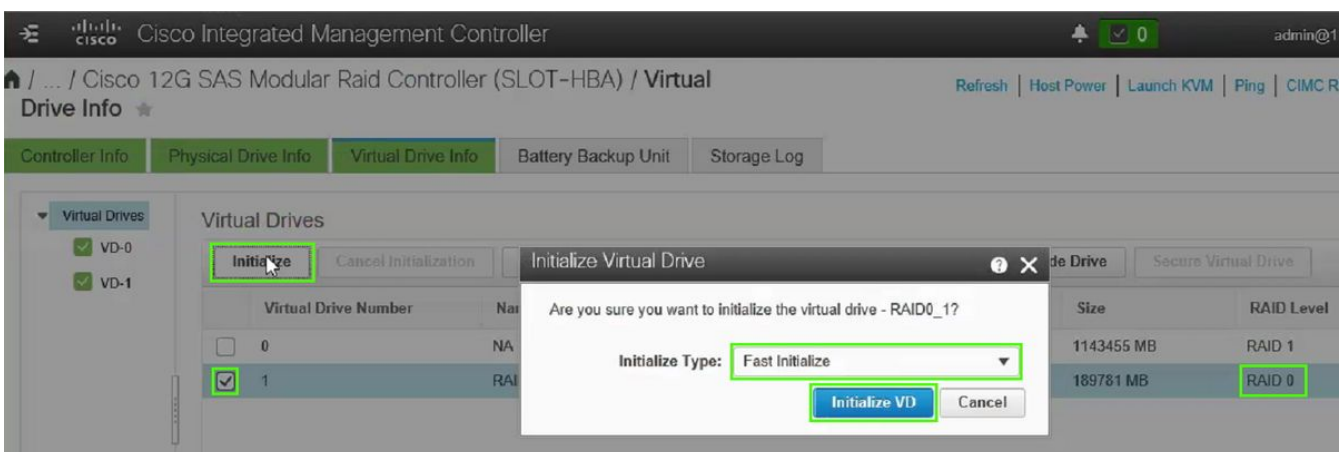 cisco Cisco Integrated Management Controller 0 admin@1
/ ... / Cisco 12G SAS Modular Raid Controller (SLOT-HBA) / Virtual
Drive Info
Refresh | Host Power | Launch KVM | Ping | CIMC R
Controller Info Physical Drive Info Virtual Drive Info Battery Backup Unit Storage Log
Virtual Drives
VD-0
VD-1
Virtual Drives
Initialize Cancel Initialization de Drive Secure Virtual Drive
Virtual Drive Number Nar Size RAID Level
0 NA 1143455 MB RAID 1
1 RAI 189781 MB RAID 0
Initialize Virtual Drive
Are you sure you want to initialize the virtual drive - RAID0_1?
Initialize Type: Fast Initialize
Initialize VD Cancel